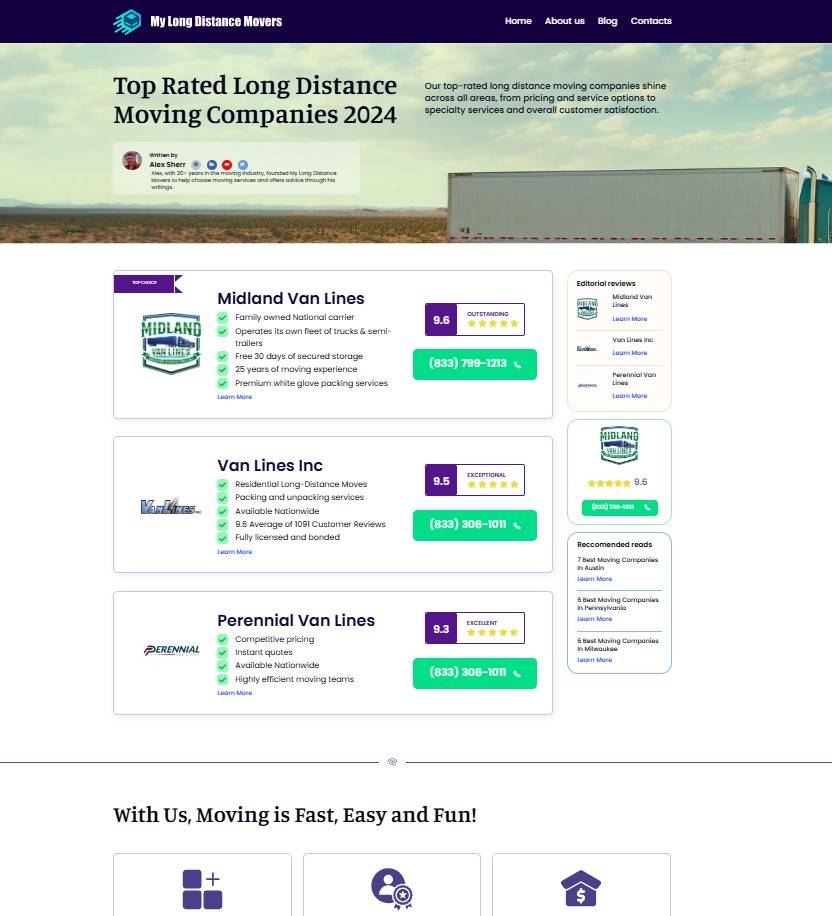 My Long Distance Movers
Home
About us
Blog
Contacts
Top Rated Long Distance
Moving Companies 2024
Our top-rated long distance moving companies shine
across all areas, from pricing and service options to
specialty services and overall customer satisfaction.
Written by
Alex Sherr
Alex, with 20+ years in the moving industry, founded My Long Distance
Movers to help choose moving services and offers advice through his
writings.
TOP CHOICE
MIDLAND
VAN LINES
Midland Van Lines
Family owned National carrier
Operates its own fleet of trucks & semi-
trailers
Free 30 days of secured storage
25 years of moving experience
Premium white glove packing services
Learn More
9.6
OUTSTANDING
(833) 799-1213
VanLines INC
Van Lines Inc
Residential Long-Distance Moves
Packing and unpacking services
Available Nationwide
9.6 Average of 1091 Customer Reviews
Fully licensed and bonded
Learn More
9.5
EXCEPTIONAL
(833) 308-1011
PERENNIAL
Perennial Van Lines
Competitive pricing
Instant quotes
Available Nationwide
Highly efficient moving teams
Learn More
9.3
EXCELLENT
(833) 308-1011
Editorial reviews
MIDLAND
Midland Van
Lines
Learn More
Van Lines Inc
Learn More
Perennial Van
Lines
Learn More
MIDLAND
VAN LINES
9.6
(833) 799-1213
Reccomended reads
7 Best Moving Companies
In Austin
Learn More
6 Best Moving Companies
In Pennsylvania
Learn More
6 Best Moving Companies
In Milwaukee
Learn More
With Us, Moving is Fast, Easy and Fun!